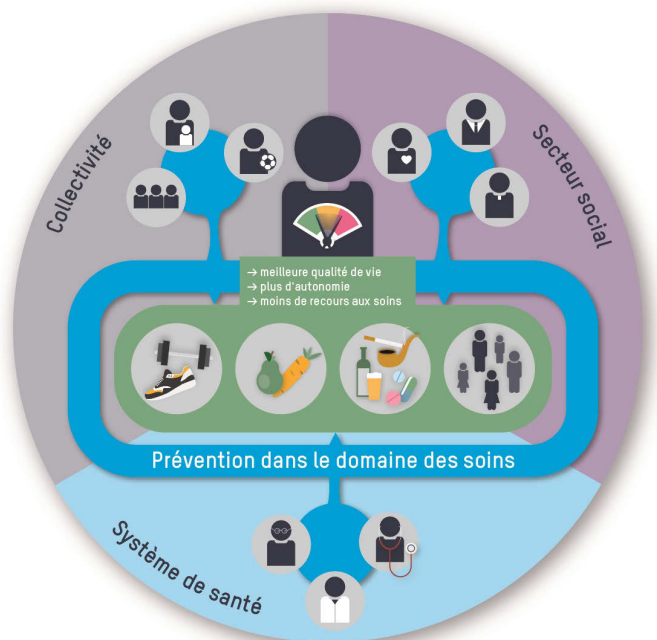 Collectivité
Secteur social
→ meilleure qualité de vie
→ plus d'autonomie
→ moins de recours aux soins
Prévention dans le domaine des soins
Système de santé